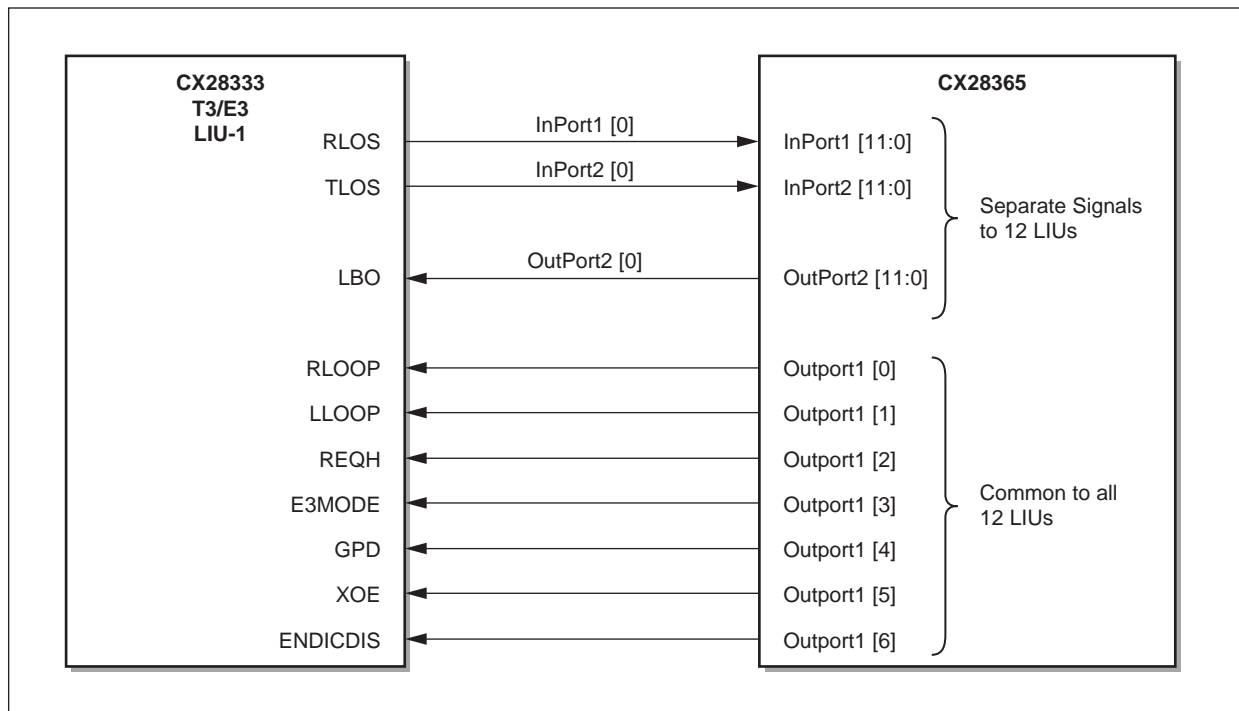 CX28333
T3/E3
LIU-1
CX28365
RLOS
InPort1 [0]
InPort1 [11:0]
TLOS
InPort2 [0]
InPort2 [11:0]
Separate Signals
to 12 LIUs
LBO
OutPort2 [0]
OutPort2 [11:0]
RLOOP
Outport1 [0]
LLOOP
Outport1 [1]
REQH
Outport1 [2]
E3MODE
Outport1 [3]
Common to all
12 LIUs
GPD
Outport1 [4]
XOE
Outport1 [5]
ENDICDIS
Outport1 [6]